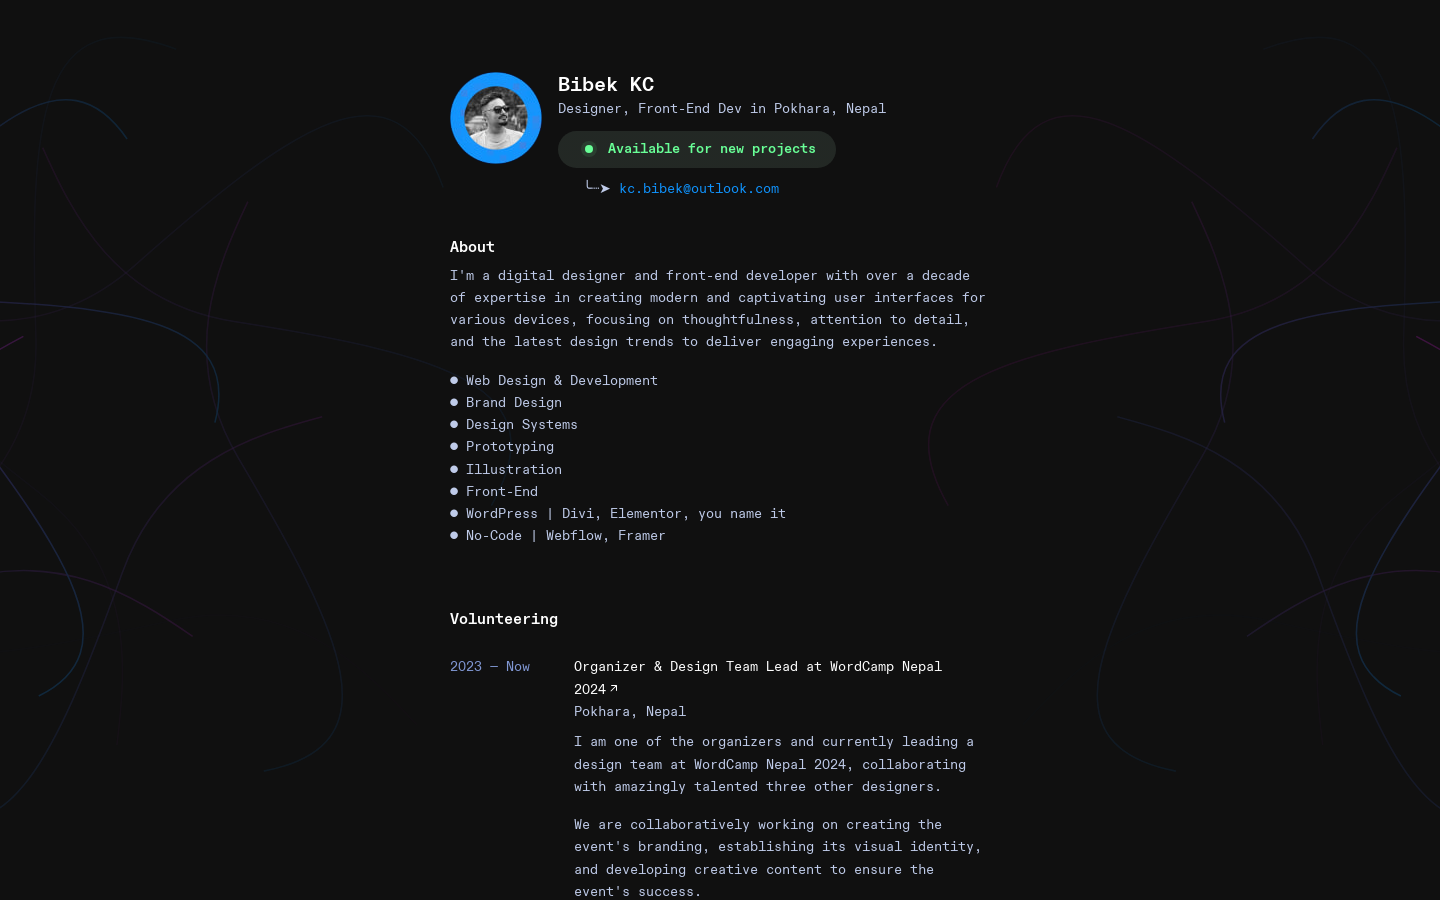 Bibek KC
Designer, Front-End Dev in Pokhara, Nepal
Available for new projects
kc.bibek@outlook.com
About
I'm a digital designer and front-end developer with over a decade
of expertise in creating modern and captivating user interfaces for
various devices, focusing on thoughtfulness, attention to detail,
and the latest design trends to deliver engaging experiences.
● Web Design & Development
● Brand Design
● Design Systems
● Prototyping
● Illustration
● Front-End
● WordPress | Divi, Elementor, you name it
● No-Code | Webflow, Framer
Volunteering
2023 — Now
Organizer & Design Team Lead at WordCamp Nepal
2024↗
Pokhara, Nepal
I am one of the organizers and currently leading a
design team at WordCamp Nepal 2024, collaborating
with amazingly talented three other designers.
We are collaboratively working on creating the
event's branding, establishing its visual identity,
and developing creative content to ensure the
event's success.